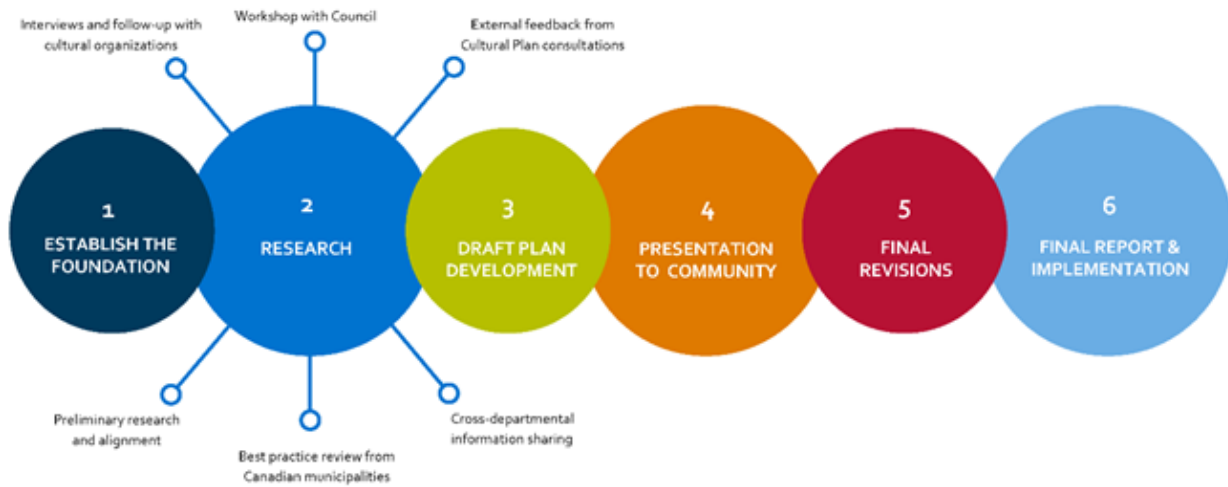 Interviews and follow-up with
cultural organizations
Workshop with Council
External feedback from
Cultural Plan consultations
1
ESTABLISH THE
FOUNDATION
2
RESEARCH
3
DRAFT PLAN
DEVELOPMENT
4
PRESENTATION
TO COMMUNITY
5
FINAL
REVISIONS
6
FINAL REPORT &
IMPLEMENTATION
Preliminary research
and alignment
Best practice review from
Canadian municipalities
Cross-departmental
information sharing